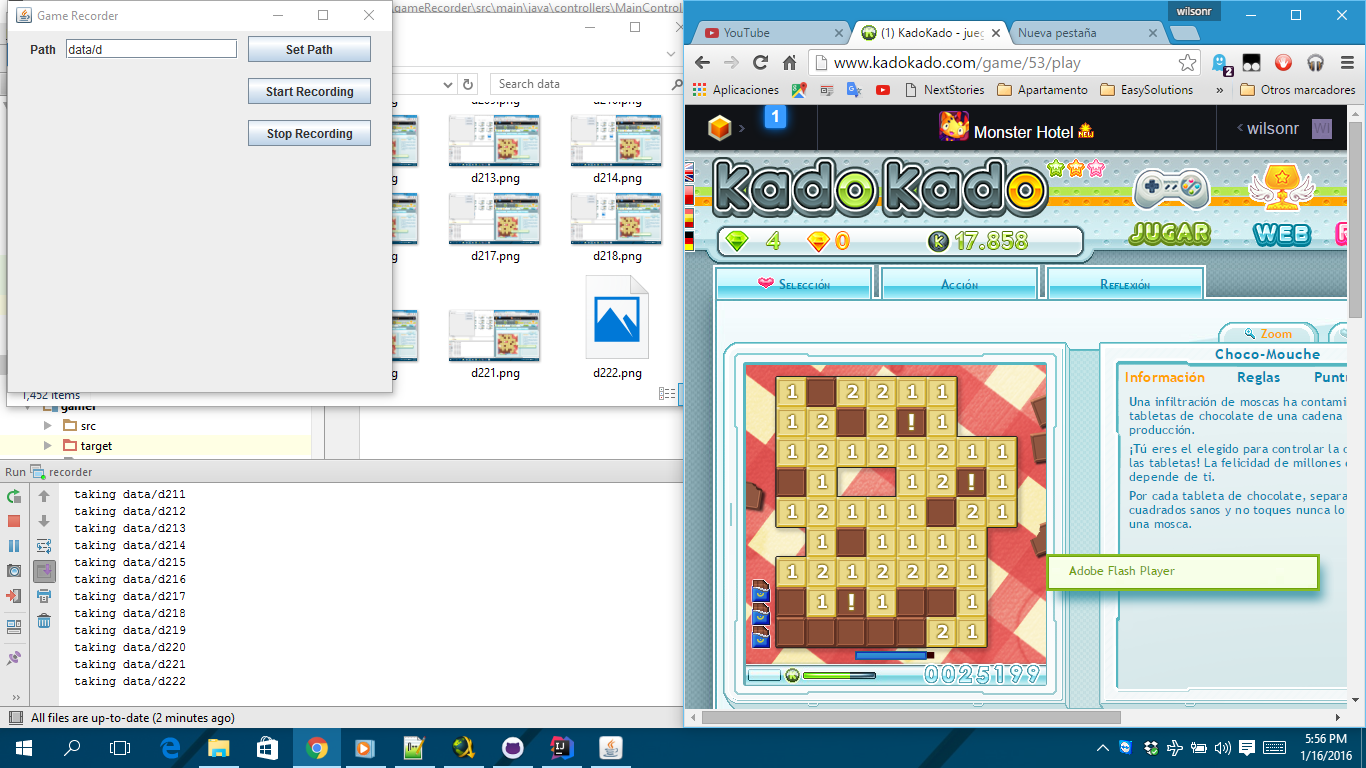 Game Recorder
Path
data/d
Set Path
Start Recording
Stop Recording
gameRecorder\src\main\java\controllers\MainControl
Search data
d213.png
d214.png
d217.png
d218.png
d221.png
d222.png
1,452 items
gamer
src
target
Run recorder
taking data/d211
taking data/d212
taking data/d213
taking data/d214
taking data/d215
taking data/d216
taking data/d217
taking data/d218
taking data/d219
taking data/d220
taking data/d221
taking data/d222
All files are up-to-date (2 minutes ago)
wilsonr
YouTube
(1) KadoKado - jueg
Nueva pestaña
www.kadokado.com/game/53/play
2
Aplicaciones
NextStories
Apartamento
EasySolutions
»
Otros marcadores
1
Monster Hotel NEW
wilsonr
WI
kadokado
4
0
K 17.858
JUGAR
WEB
Selección
Acción
Reflexión
Zoom
Choco-Mouche
Información
Reglas
Puntu
Una infiltración de moscas ha contami
tabletas de chocolate de una cadena
producción.
¡Tú eres el elegido para controlar la c
las tabletas! La felicidad de millones
depende de ti.
Por cada tableta de chocolate, separa
cuadrados sanos y no toques nunca lo
una mosca.
Adobe Flash Player
1 2 2 1 1
1 2 2 ! 1
1 2 1 2 1 2 1 1
1 1 2 ! 1
1 2 1 1 1 2 1
1 1 1 1 1
1 2 1 2 2 2 1
1 ! 1 1
2 1
0025199
5:56 PM
1/16/2016